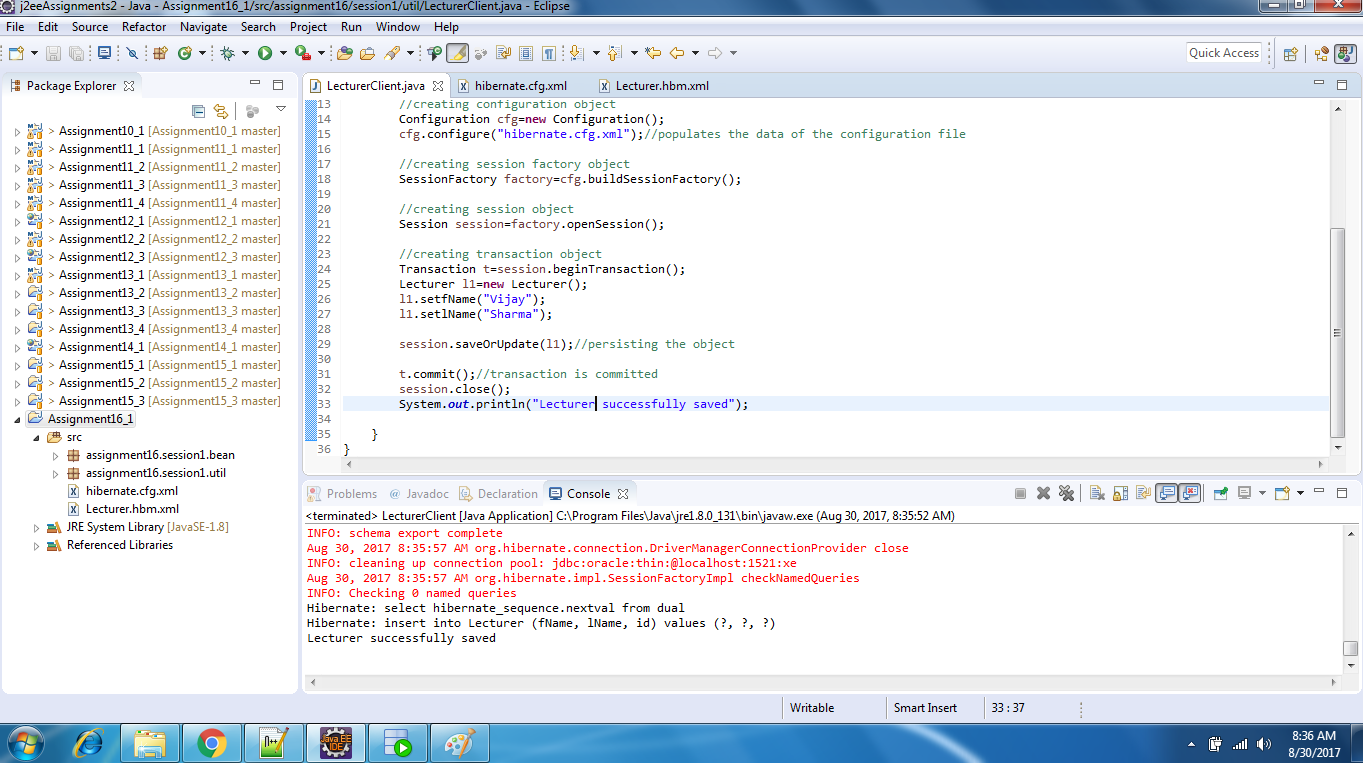 j2eeAssignments2 - Java - Assignment16_1/src/assignment16/session1/util/LecturerClient.java - Eclipse
File Edit Source Refactor Navigate Search Project Run Window Help
Quick Access
Package Explorer
> Assignment10_1 [Assignment10_1 master]
> Assignment11_1 [Assignment11_1 master]
> Assignment11_2 [Assignment11_2 master]
> Assignment11_3 [Assignment11_3 master]
> Assignment11_4 [Assignment11_4 master]
> Assignment12_1 [Assignment12_1 master]
> Assignment12_2 [Assignment12_2 master]
> Assignment12_3 [Assignment12_3 master]
> Assignment13_1 [Assignment13_1 master]
> Assignment13_2 [Assignment13_2 master]
> Assignment13_3 [Assignment13_3 master]
> Assignment13_4 [Assignment13_4 master]
> Assignment14_1 [Assignment14_1 master]
> Assignment15_1 [Assignment15_1 master]
> Assignment15_2 [Assignment15_2 master]
> Assignment15_3 [Assignment15_3 master]
Assignment16_1
src
assignment16.session1.bean
assignment16.session1.util
hibernate.cfg.xml
Lecturer.hbm.xml
JRE System Library [JavaSE-1.8]
Referenced Libraries
LecturerClient.java hibernate.cfg.xml Lecturer.hbm.xml
13 //creating configuration object
14 Configuration cfg=new Configuration();
15 cfg.configure("hibernate.cfg.xml");//populates the data of the configuration file
16
17 //creating session factory object
18 SessionFactory factory=cfg.buildSessionFactory();
19
20 //creating session object
21 Session session=factory.openSession();
22
23 //creating transaction object
24 Transaction t=session.beginTransaction();
25 Lecturer l1=new Lecturer();
26 l1.setfName("Vijay");
27 l1.setlName("Sharma");
28
29 session.saveOrUpdate(l1);//persisting the object
30
31 t.commit();//transaction is committed
32 session.close();
33 System.out.println("Lecturer successfully saved");
34
35 }
36 }
Problems @ Javadoc Declaration Console
<terminated> LecturerClient [Java Application] C:\Program Files\Java\jre1.8.0_131\bin\javaw.exe (Aug 30, 2017, 8:35:52 AM)
INFO: schema export complete
Aug 30, 2017 8:35:57 AM org.hibernate.connection.DriverManagerConnectionProvider close
INFO: cleaning up connection pool: jdbc:oracle:thin:@localhost:1521:xe
Aug 30, 2017 8:35:57 AM org.hibernate.impl.SessionFactoryImpl checkNamedQueries
INFO: Checking 0 named queries
Hibernate: select hibernate_sequence.nextval from dual
Hibernate: insert into Lecturer (fName, lName, id) values (?, ?, ?)
Lecturer successfully saved
Writable Smart Insert 33 : 37
Java EE
IDE
8:36 AM
8/30/2017